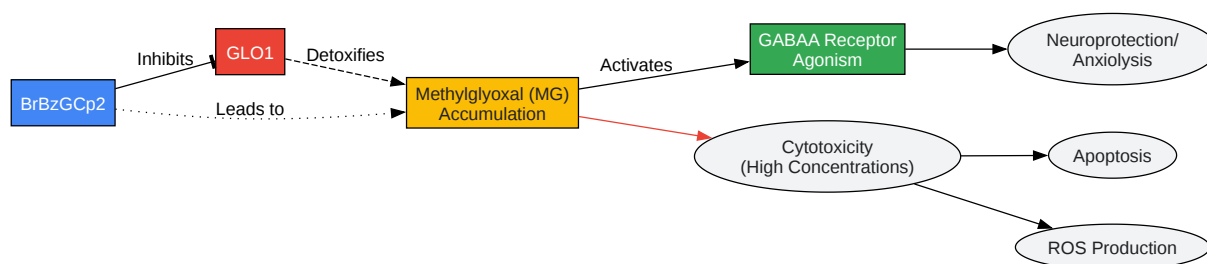 BrBzGCp2
Inhibits
GLO1
Detoxifies
Leads to
Methylglyoxal (MG)
Accumulation
Activates
GABAA Receptor
Agonism
Neuroprotection/
Anxiolysis
Cytotoxicity
(High Concentrations)
Apoptosis
ROS Production